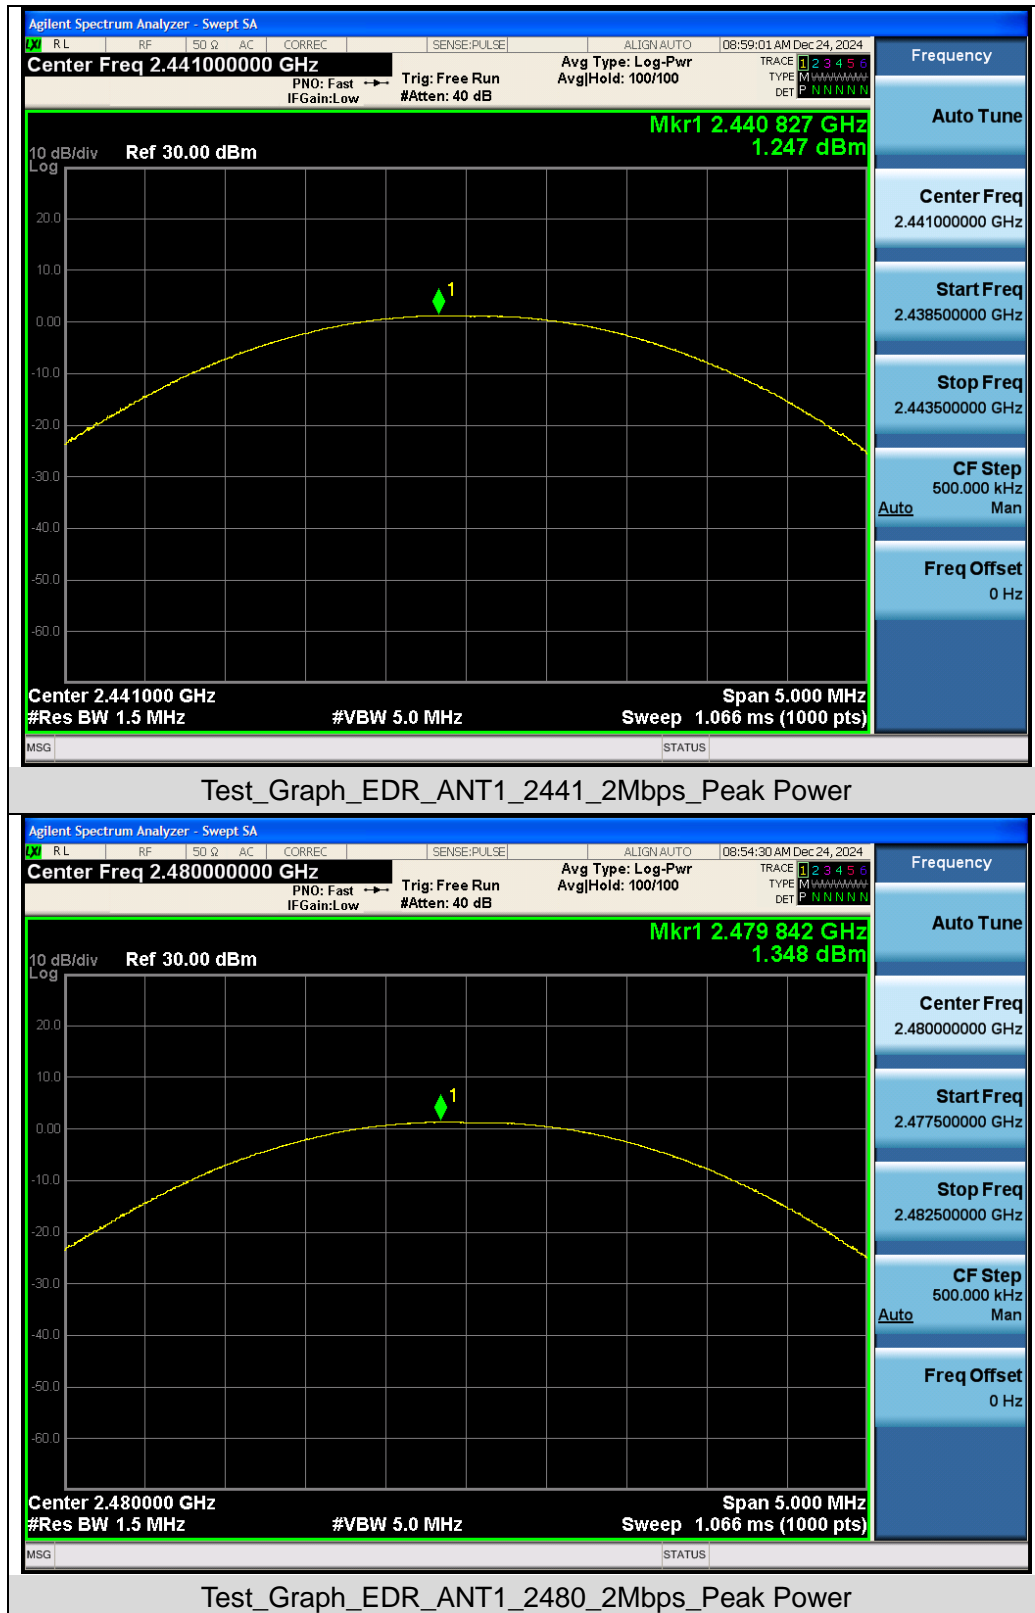 Agilent Spectrum Analyzer - Swept SA
LXI RL RF 50 Ω AC CORREC SENSE:PULSE ALIGN AUTO 08:59:01 AM Dec 24, 2024
Center Freq 2.441000000 GHz
PNO: Fast
IFGain:Low
Trig: Free Run
#Atten: 40 dB
Avg Type: Log-Pwr
Avg|Hold: 100/100
TRACE 1 2 3 4 5 6
TYPE M WWWWW
DET P N N N N N
Mkr1 2.440 827 GHz
1.247 dBm
10 dB/div Ref 30.00 dBm
Log
20.0
10.0
1
0.00
-10.0
-20.0
-30.0
-40.0
-50.0
-60.0
Center 2.441000 GHz Span 5.000 MHz
#Res BW 1.5 MHz #VBW 5.0 MHz Sweep 1.066 ms (1000 pts)
MSG STATUS
Frequency
Auto Tune
Center Freq
2.441000000 GHz
Start Freq
2.438500000 GHz
Stop Freq
2.443500000 GHz
CF Step
500.000 kHz
Auto Man
Freq Offset
0 Hz
Test_Graph_EDR_ANT1_2441_2Mbps_Peak Power
Agilent Spectrum Analyzer - Swept SA
LXI RL RF 50 Ω AC CORREC SENSE:PULSE ALIGN AUTO 08:54:30 AM Dec 24, 2024
Center Freq 2.480000000 GHz
PNO: Fast
IFGain:Low
Trig: Free Run
#Atten: 40 dB
Avg Type: Log-Pwr
Avg|Hold: 100/100
TRACE 1 2 3 4 5 6
TYPE M WWWWW
DET P N N N N N
Mkr1 2.479 842 GHz
1.348 dBm
10 dB/div Ref 30.00 dBm
Log
20.0
10.0
1
0.00
-10.0
-20.0
-30.0
-40.0
-50.0
-60.0
Center 2.480000 GHz Span 5.000 MHz
#Res BW 1.5 MHz #VBW 5.0 MHz Sweep 1.066 ms (1000 pts)
MSG STATUS
Frequency
Auto Tune
Center Freq
2.480000000 GHz
Start Freq
2.477500000 GHz
Stop Freq
2.482500000 GHz
CF Step
500.000 kHz
Auto Man
Freq Offset
0 Hz
Test_Graph_EDR_ANT1_2480_2Mbps_Peak Power